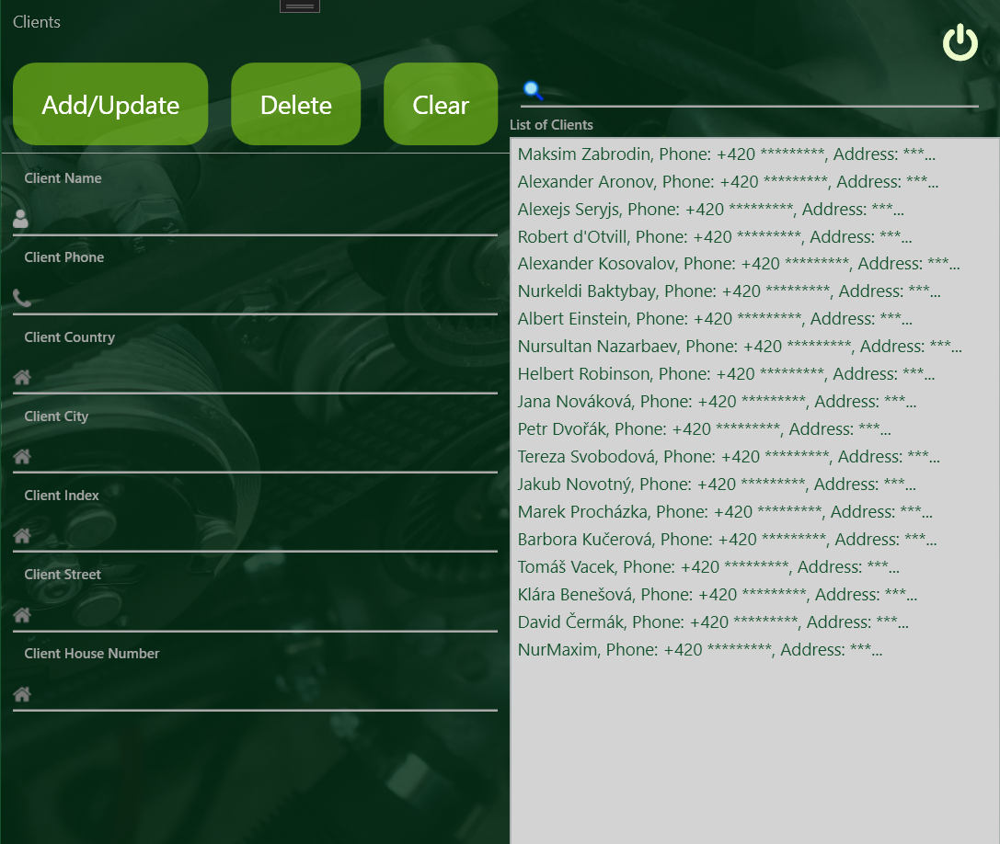 Clients
Add/Update
Delete
Clear
Client Name
Client Phone
Client Country
Client City
Client Index
Client Street
Client House Number
List of Clients
Maksim Zabrodin, Phone: +420 *********, Address: ***...
Alexander Aronov, Phone: +420 *********, Address: ***...
Alexejs Seryjs, Phone: +420 *********, Address: ***...
Robert d'Otvill, Phone: +420 *********, Address: ***...
Alexander Kosovalov, Phone: +420 *********, Address: ***...
Nurkeldi Baktybay, Phone: +420 *********, Address: ***...
Albert Einstein, Phone: +420 *********, Address: ***...
Nursultan Nazarbaev, Phone: +420 *********, Address: ***...
Helbert Robinson, Phone: +420 *********, Address: ***...
Jana Nováková, Phone: +420 *********, Address: ***...
Petr Dvořák, Phone: +420 *********, Address: ***...
Tereza Svobodová, Phone: +420 *********, Address: ***...
Jakub Novotný, Phone: +420 *********, Address: ***...
Marek Procházka, Phone: +420 *********, Address: ***...
Barbora Kučerová, Phone: +420 *********, Address: ***...
Tomáš Vacek, Phone: +420 *********, Address: ***...
Klára Benešová, Phone: +420 *********, Address: ***...
David Čermák, Phone: +420 *********, Address: ***...
NurMaxim, Phone: +420 *********, Address: ***...